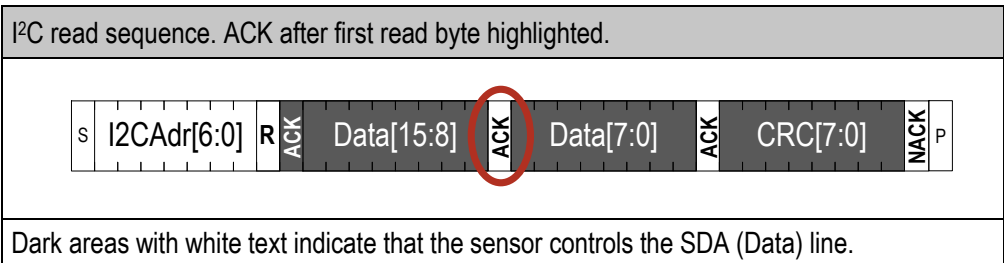 I²C read sequence. ACK after first read byte highlighted.
S I2CAdr[6:0] R ACK Data[15:8] ACK Data[7:0] ACK CRC[7:0] NACK P
Dark areas with white text indicate that the sensor controls the SDA (Data) line.